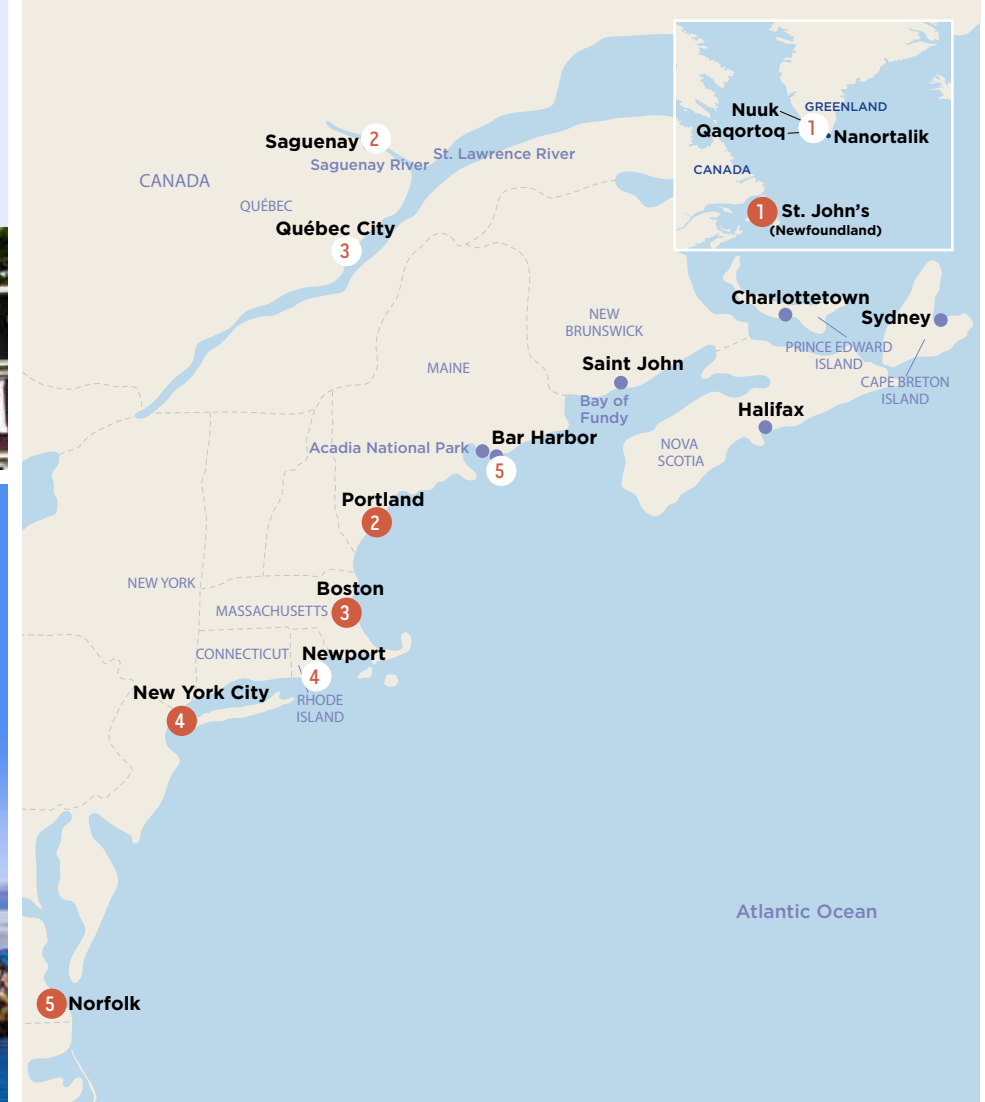 Nuuk
GREENLAND
Qaqortoq
1
Nanortalik
CANADA
1
St. John's
(Newfoundland)
Saguenay
2
Saguenay River
St. Lawrence River
CANADA
QUÉBEC
Québec City
3
Charlottetown
Sydney
NEW
BRUNSWICK
PRINCE EDWARD
ISLAND
MAINE
Saint John
CAPE BRETON
ISLAND
Bay of
Fundy
Halifax
Acadia National Park
Bar Harbor
5
NOVA
SCOTIA
Portland
2
NEW YORK
Boston
MASSACHUSETTS
3
CONNECTICUT
Newport
4
New York City
4
RHODE
ISLAND
Atlantic Ocean
5
Norfolk